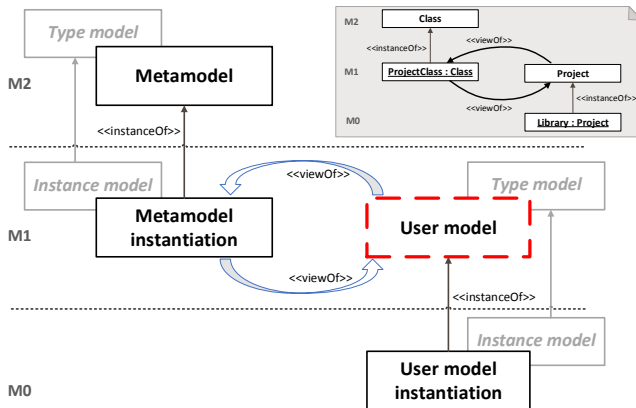 Type model
Metamodel
M2
<<instanceOf>>
M2
Class
<<instanceOf>>
<<viewOf>>
M1
ProjectClass : Class
Project
<<viewOf>>
<<instanceOf>>
M0
Library : Project
Instance model
<<viewOf>>
Type model
M1
Metamodel
instantiation
User model
<<viewOf>>
<<instanceOf>>
Instance model
M0
User model
instantiation